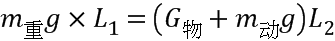 m重g × L₁ = (G物 + m动g)L₂